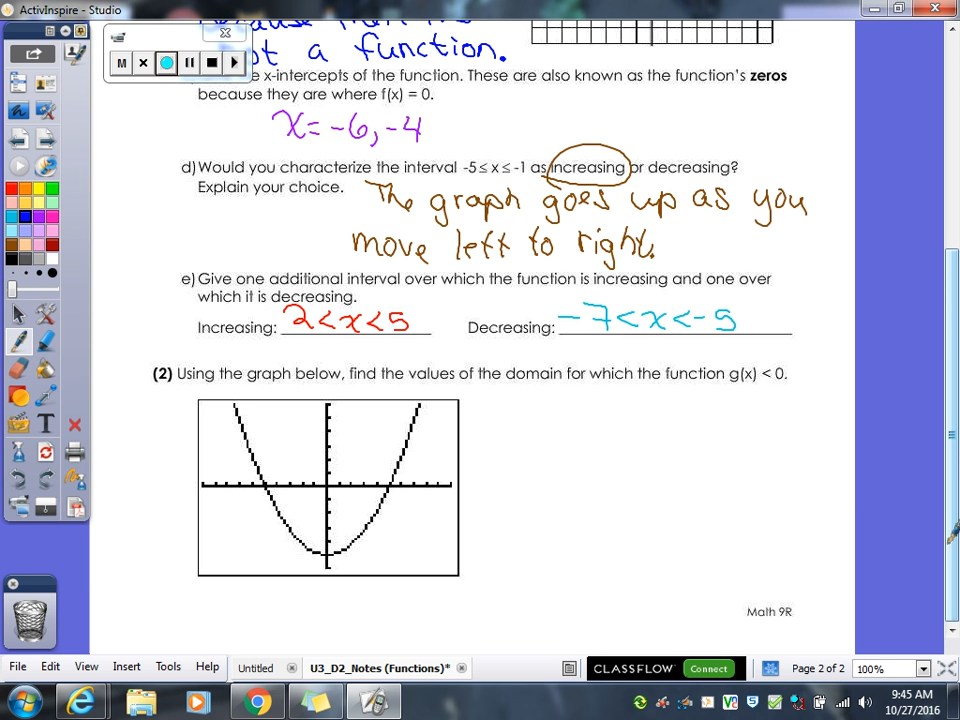 ActivInspire - Studio
not a function.
x-intercepts of the function. These are also known as the function's zeros
because they are where f(x) = 0.
x = -6, -4
d) Would you characterize the interval -5 ≤ x ≤ -1 as increasing or decreasing?
Explain your choice.
The graph goes up as you
move left to right.
e) Give one additional interval over which the function is increasing and one over
which it is decreasing.
Increasing: 2 < x < 5 Decreasing: -7 < x < -5
(2) Using the graph below, find the values of the domain for which the function g(x) < 0.
Math 9R
File Edit View Insert Tools Help Untitled U3_D2_Notes (Functions)* CLASSFLOW Connect Page 2 of 2 100%
9:45 AM
10/27/2016